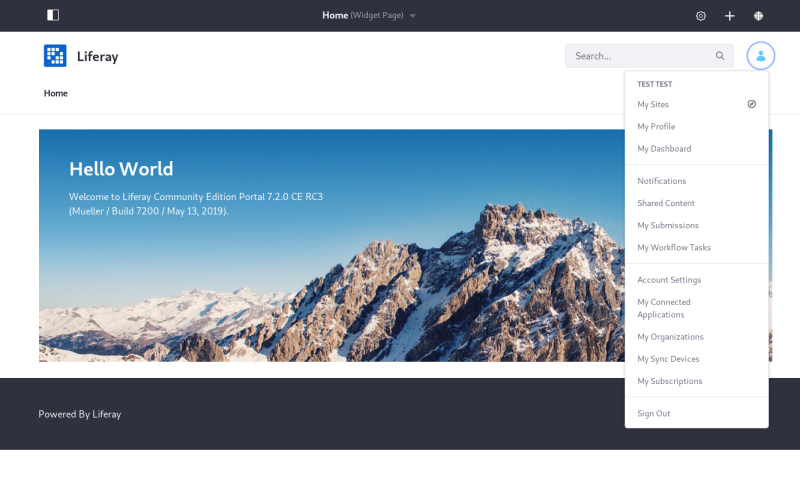 Home (Widget Page)
Liferay
Search...
Home
TEST TEST
My Sites
My Profile
My Dashboard
Notifications
Shared Content
My Submissions
My Workflow Tasks
Account Settings
My Connected
Applications
My Organizations
My Sync Devices
My Subscriptions
Sign Out
Hello World
Welcome to Liferay Community Edition Portal 7.2.0 CE RC3
(Mueller / Build 7200 / May 13, 2019).
Powered By Liferay